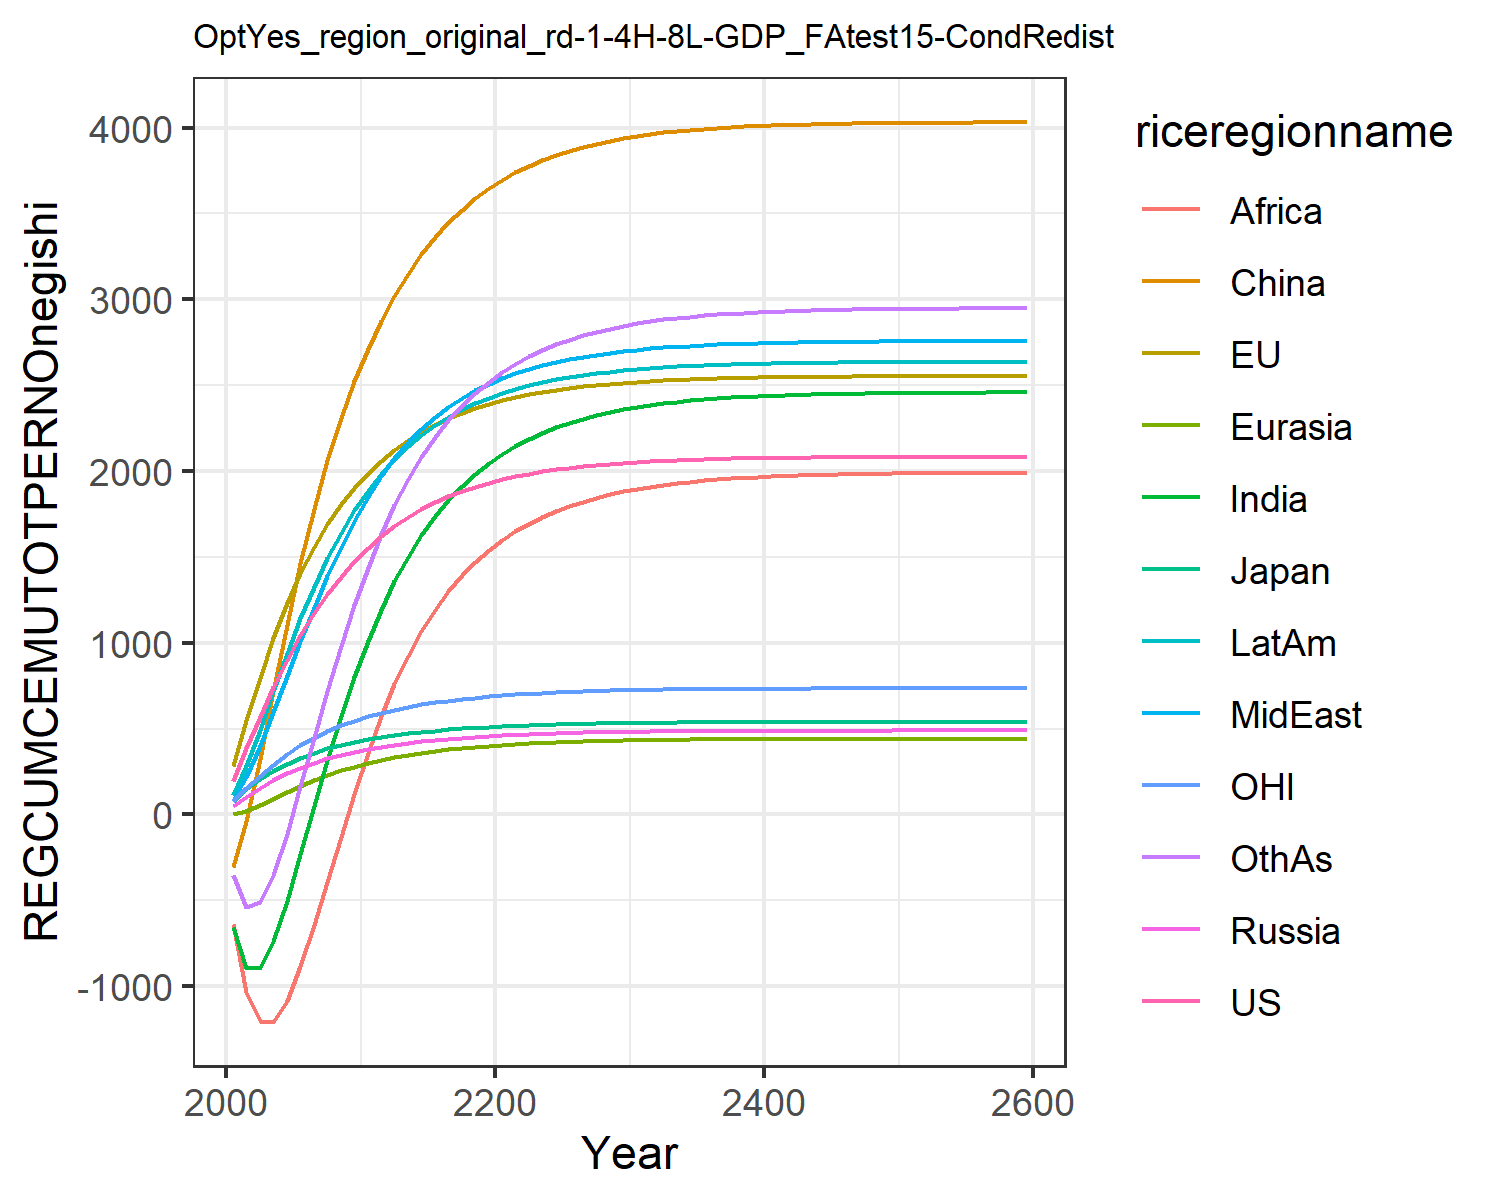 OptYes_region_original_rd-1-4H-8L-GDP_FAtest15-CondRedist
REGCUMCEMUTOTPERNOnegishi
4000
3000
2000
1000
0
-1000
2000
2200
2400
2600
Year
riceregionname
Africa
China
EU
Eurasia
India
Japan
LatAm
MidEast
OHI
OthAs
Russia
US